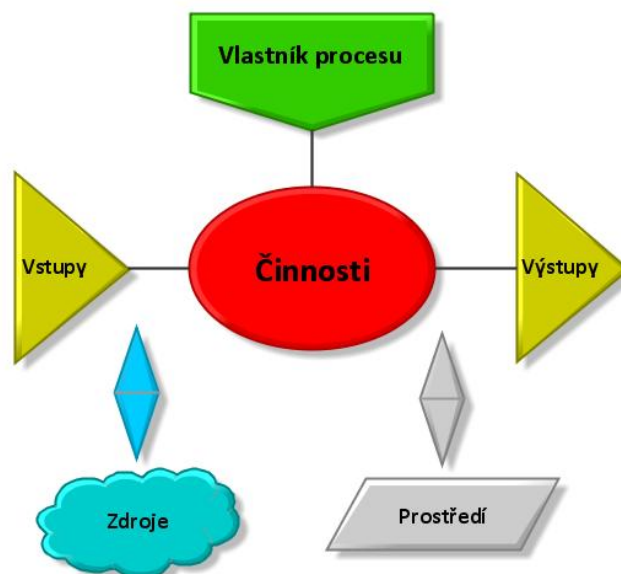 Vlastník procesu
Vstupy
Činnosti
Výstupy
Zdroje
Prostředí